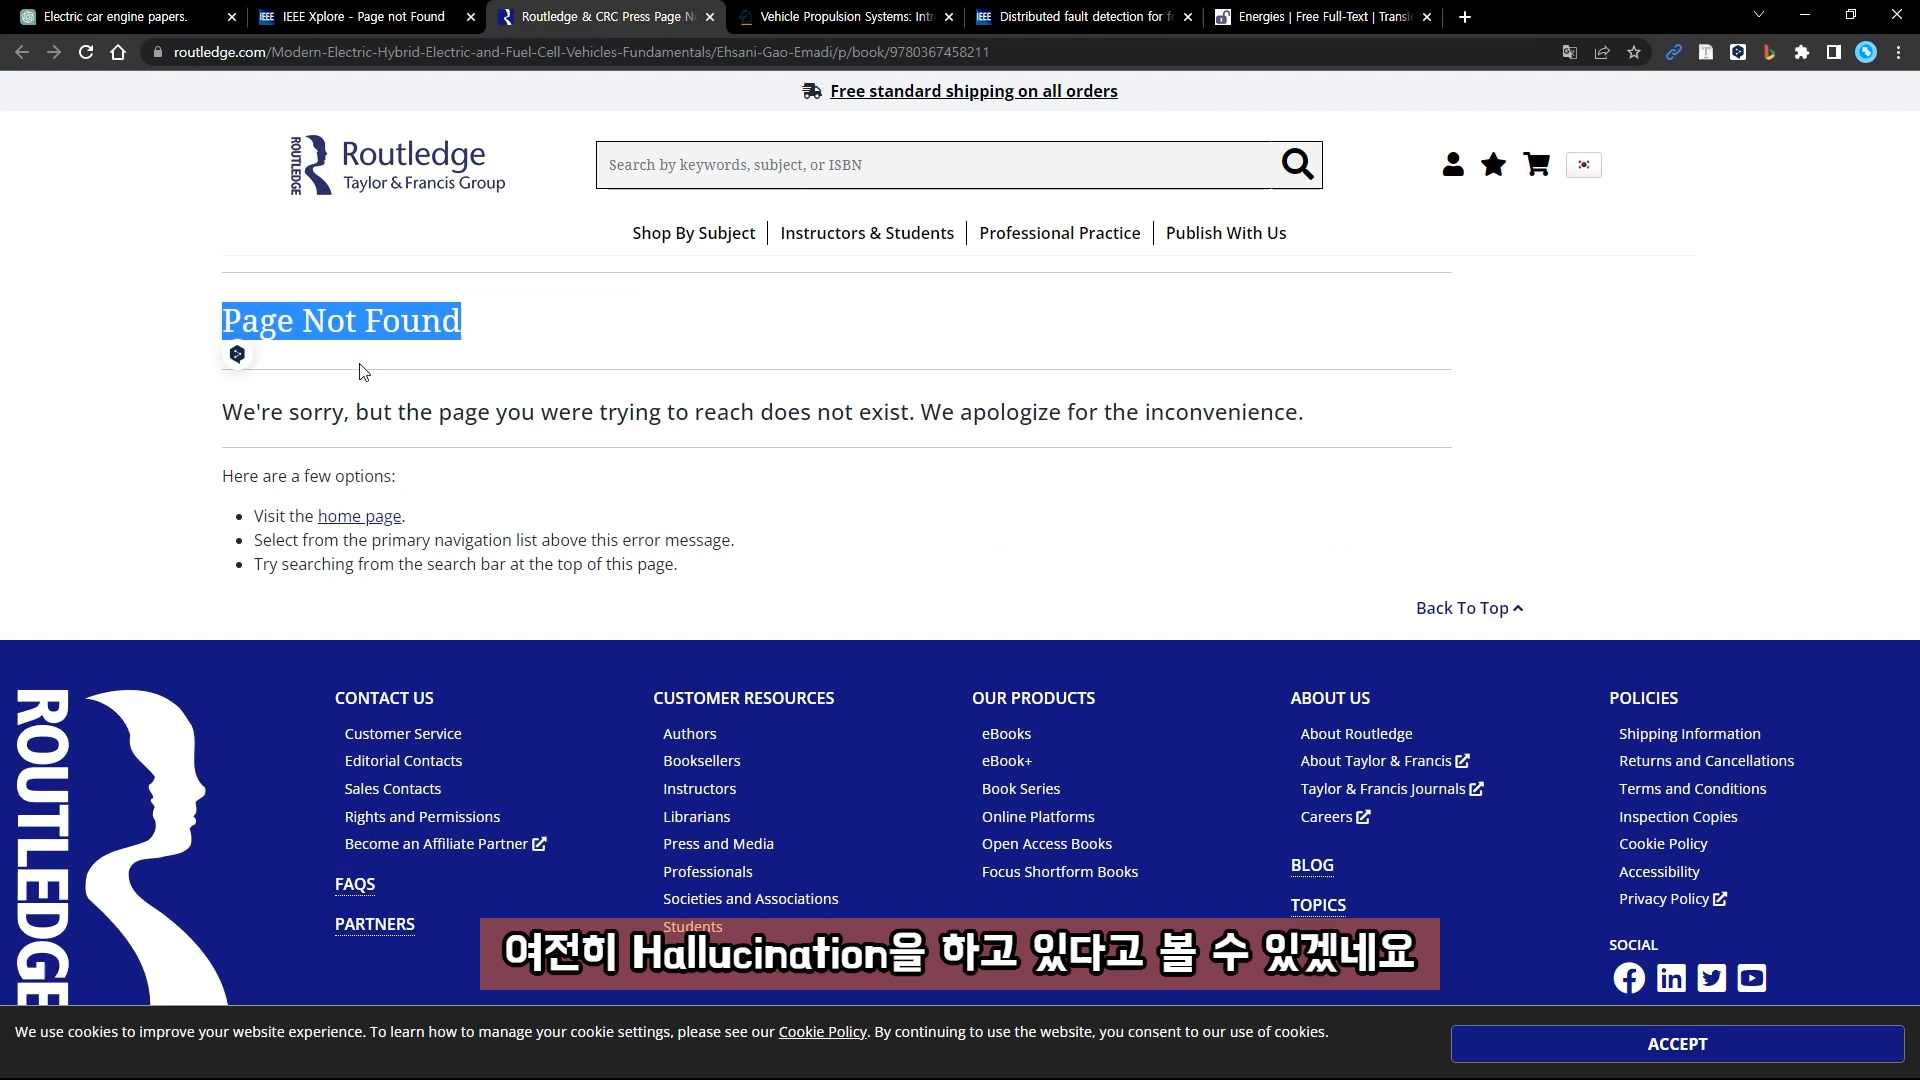 Electric car engine papers.
IEEE IEEE Xplore - Page not Found
Routledge & CRC Press Page N
Vehicle Propulsion Systems: Int
IEEE Distributed fault detection for f
Energies | Free Full-Text | Transi
routledge.com/Modern-Electric-Hybrid-Electric-and-Fuel-Cell-Vehicles-Fundamentals/Ehsani-Gao-Emadi/p/book/9780367458211
Free standard shipping on all orders
ROUTLEDGE
Routledge
Taylor & Francis Group
Search by keywords, subject, or ISBN
Shop By Subject
Instructors & Students
Professional Practice
Publish With Us
Page Not Found
We're sorry, but the page you were trying to reach does not exist. We apologize for the inconvenience.
Here are a few options:
Visit the home page.
Select from the primary navigation list above this error message.
Try searching from the search bar at the top of this page.
Back To Top
ROUTLEDGE
CONTACT US
Customer Service
Editorial Contacts
Sales Contacts
Rights and Permissions
Become an Affiliate Partner
FAQS
PARTNERS
CUSTOMER RESOURCES
Authors
Booksellers
Instructors
Librarians
Press and Media
Professionals
Societies and Associations
Students
OUR PRODUCTS
eBooks
eBook+
Book Series
Online Platforms
Open Access Books
Focus Shortform Books
ABOUT US
About Routledge
About Taylor & Francis
Taylor & Francis Journals
Careers
BLOG
TOPICS
POLICIES
Shipping Information
Returns and Cancellations
Terms and Conditions
Inspection Copies
Cookie Policy
Accessibility
Privacy Policy
SOCIAL
여전히 Hallucination을 하고 있다고 볼 수 있겠네요
We use cookies to improve your website experience. To learn how to manage your cookie settings, please see our Cookie Policy. By continuing to use the website, you consent to our use of cookies.
ACCEPT